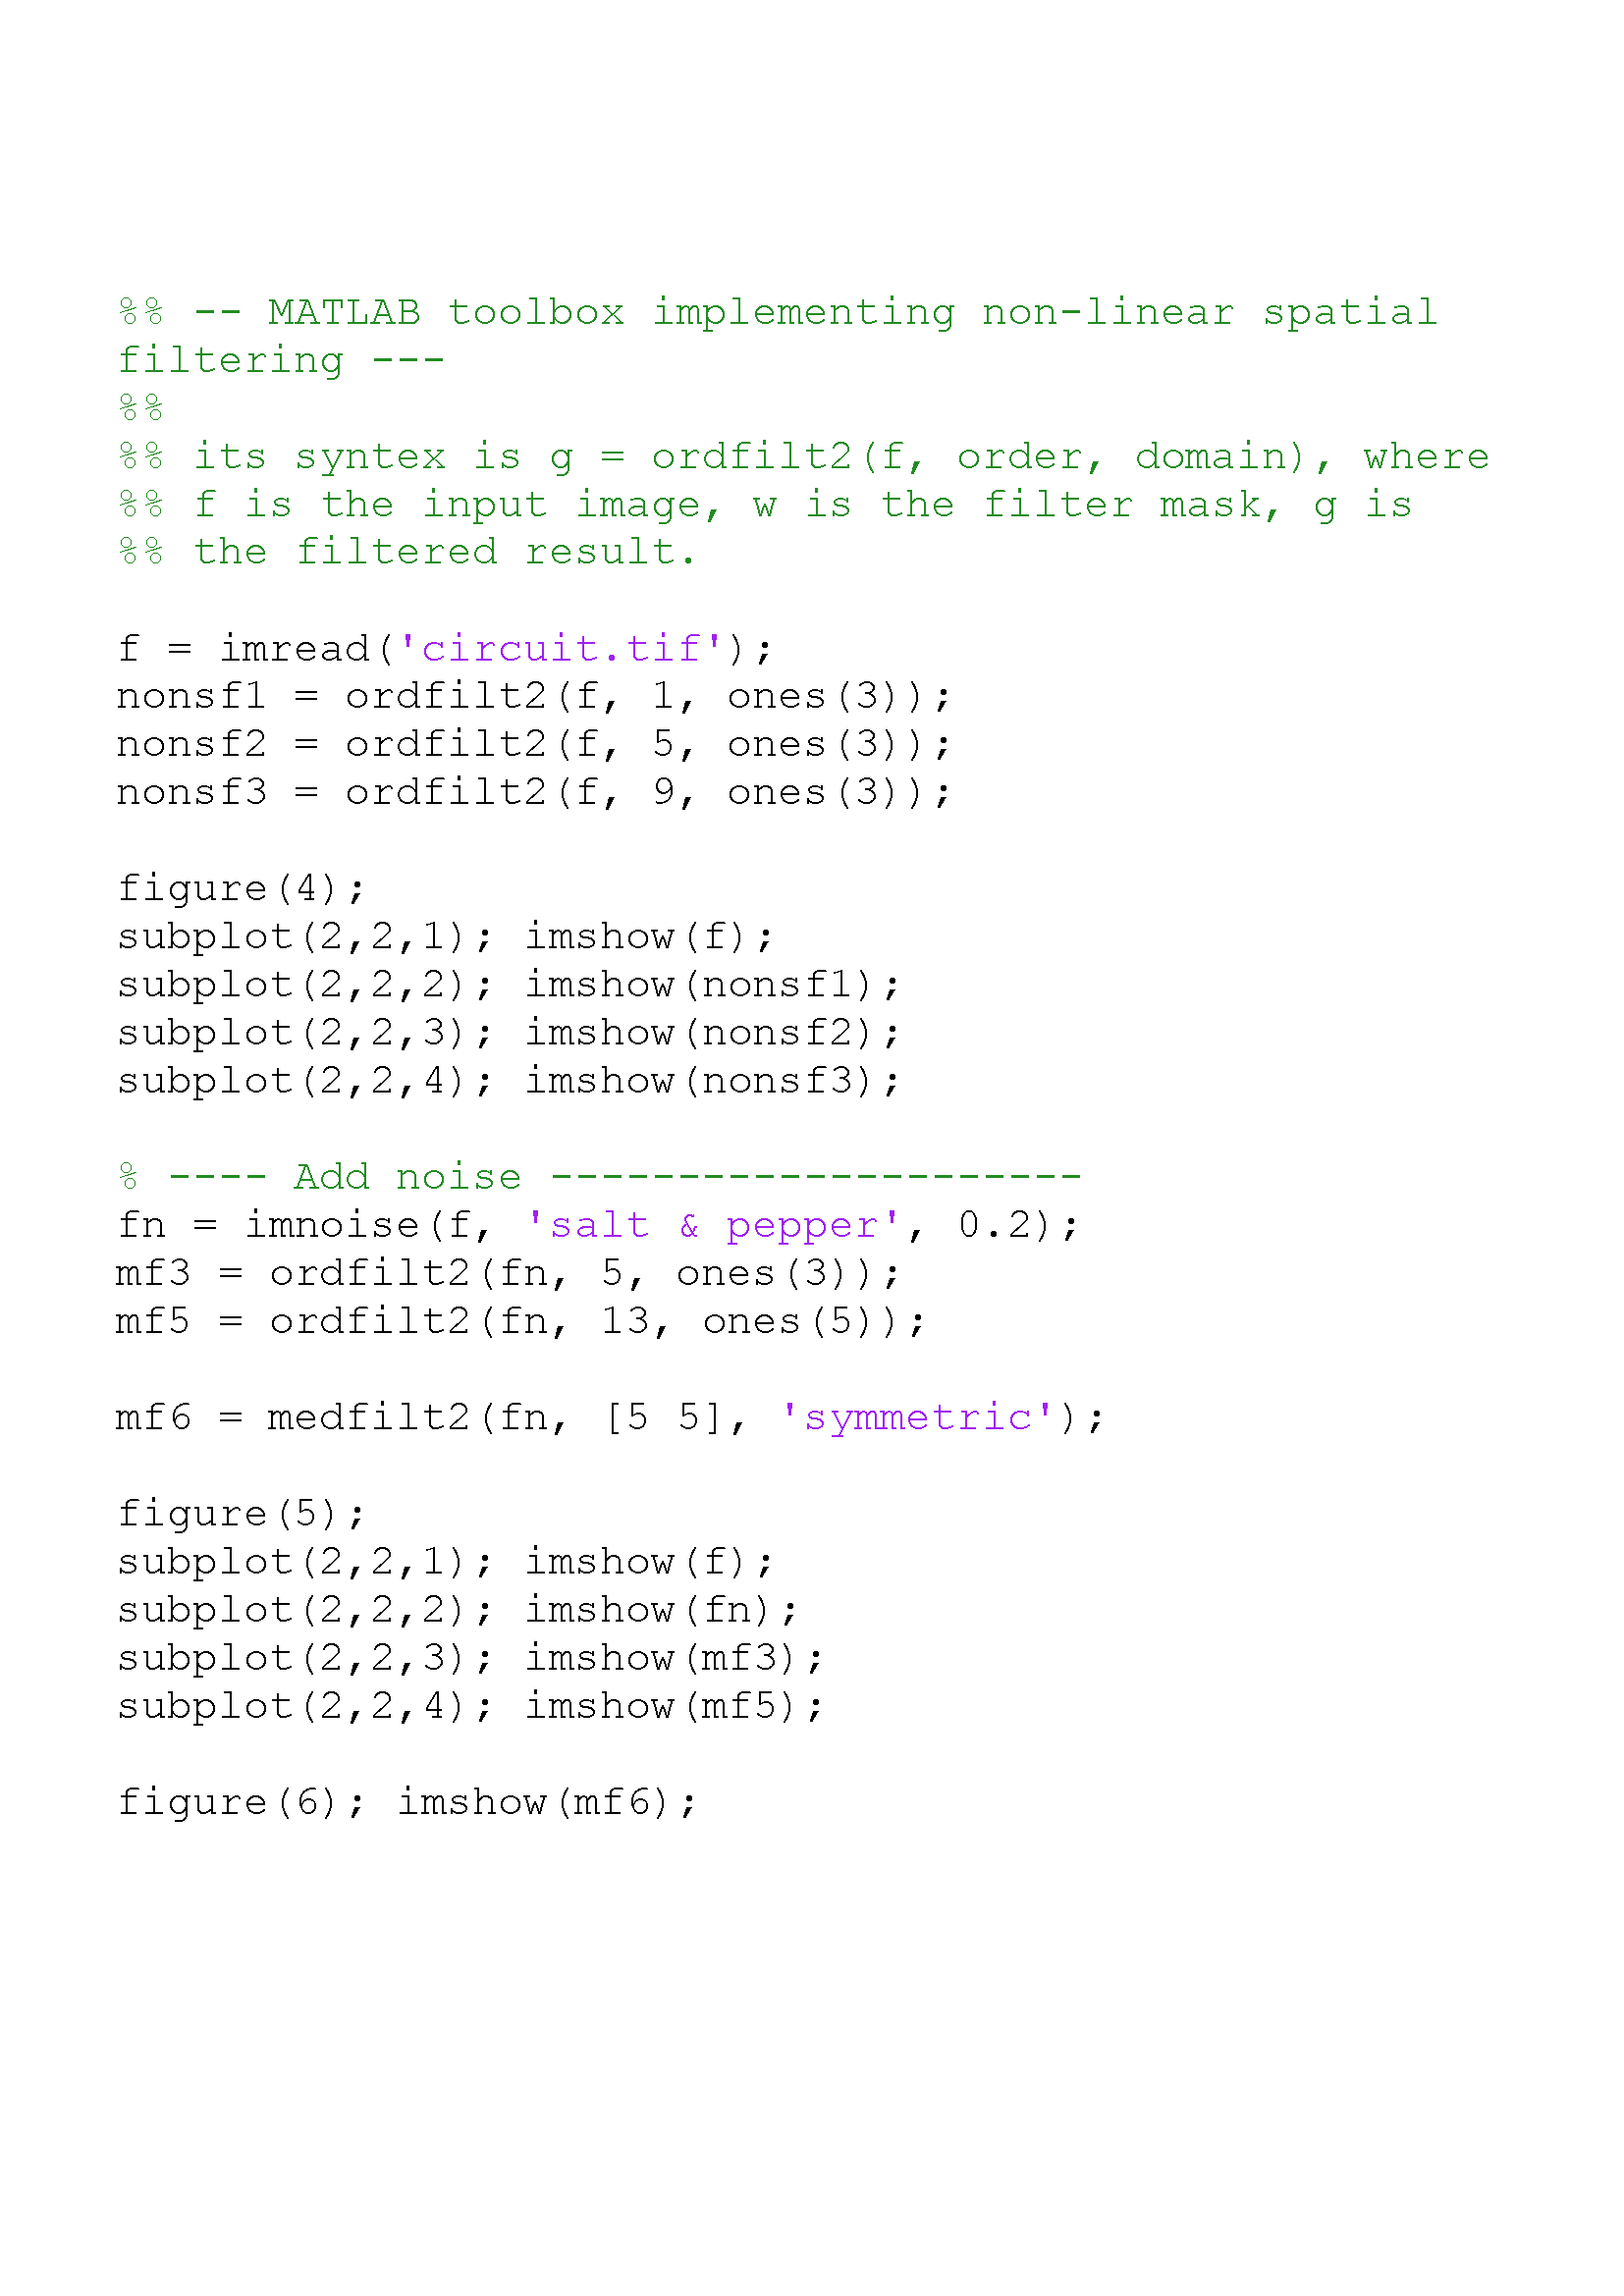 %% -- MATLAB toolbox implementing non-linear spatial
filtering ---
%%
%% its syntex is g = ordfilt2(f, order, domain), where
%% f is the input image, w is the filter mask, g is
%% the filtered result.
f = imread('circuit.tif');
nonsf1 = ordfilt2(f, 1, ones(3));
nonsf2 = ordfilt2(f, 5, ones(3));
nonsf3 = ordfilt2(f, 9, ones(3));
figure(4);
subplot(2,2,1); imshow(f);
subplot(2,2,2); imshow(nonsf1);
subplot(2,2,3); imshow(nonsf2);
subplot(2,2,4); imshow(nonsf3);
% ---- Add noise ---------------------
fn = imnoise(f, 'salt & pepper', 0.2);
mf3 = ordfilt2(fn, 5, ones(3));
mf5 = ordfilt2(fn, 13, ones(5));
mf6 = medfilt2(fn, [5 5], 'symmetric');
figure(5);
subplot(2,2,1); imshow(f);
subplot(2,2,2); imshow(fn);
subplot(2,2,3); imshow(mf3);
subplot(2,2,4); imshow(mf5);
figure(6); imshow(mf6);